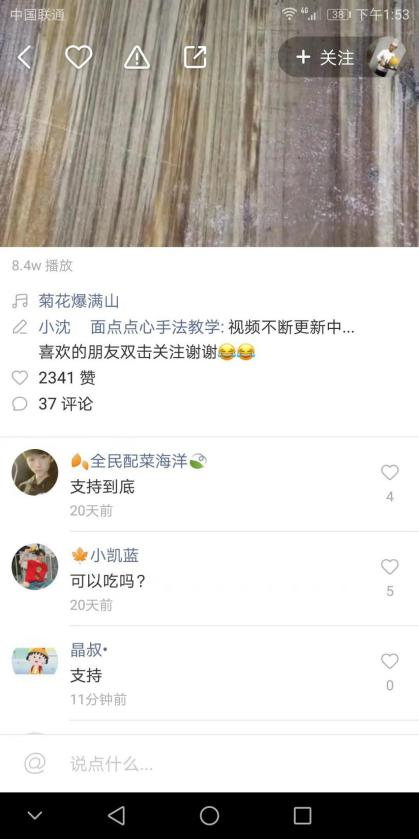 中国联通 4G 38 下午1:53
+ 关注
8.4w 播放
菊花爆满山
小沈 面点点心手法教学: 视频不断更新中...
喜欢的朋友双击关注谢谢😂😂
2341 赞
37 评论
🍂全民配菜海洋🍃
支持到底
20天前
4
🍁小凯蓝
可以吃吗?
20天前
5
晶叔•
支持
11分钟前
0
@ 说点什么...